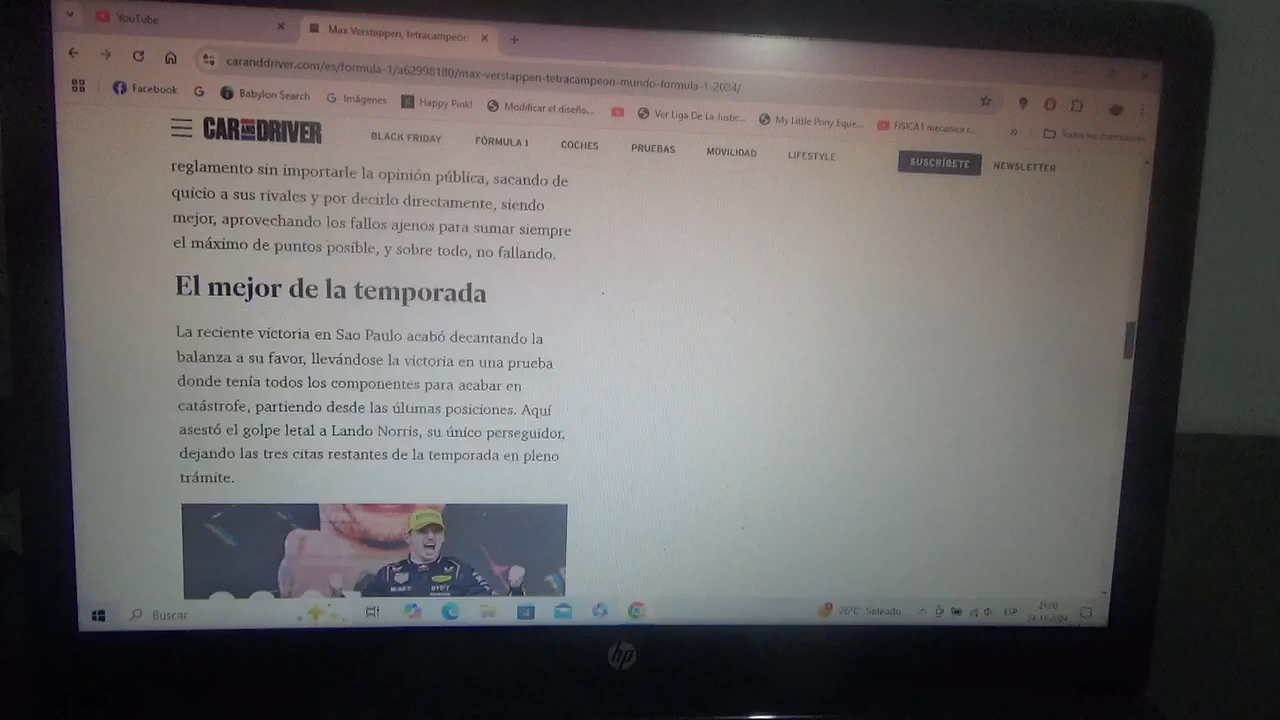 YouTube
Max Verstappen, tetracampeón
caranddriver.com/es/formula-1/a62998180/max-verstappen-tetracampeon-mundo-formula-1-2024/
Facebook
Babylon Search
Imágenes
Happy Pink!
Modificar el diseño...
Ver Liga De La Justic...
My Little Pony Eque...
FISICA I mecanica c...
»
CAR AND DRIVER
BLACK FRIDAY
FÓRMULA 1
COCHES
PRUEBAS
MOVILIDAD
LIFESTYLE
SUSCRÍBETE
NEWSLETTER
reglamento sin importarle la opinión pública, sacando de
quicio a sus rivales y por decirlo directamente, siendo
mejor, aprovechando los fallos ajenos para sumar siempre
el máximo de puntos posible, y sobre todo, no fallando.
El mejor de la temporada
La reciente victoria en Sao Paulo acabó decantando la
balanza a su favor, llevándose la victoria en una prueba
donde tenía todos los componentes para acabar en
catástrofe, partiendo desde las últimas posiciones. Aquí
asestó el golpe letal a Lando Norris, su único perseguidor,
dejando las tres citas restantes de la temporada en pleno
trámite.
Buscar
26°C Soleado
ESP
hp